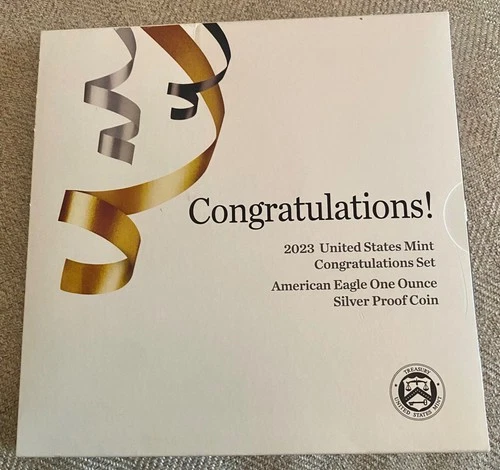 Congratulations!
2023 United States Mint
Congratulations Set
American Eagle One Ounce
Silver Proof Coin
TREASURY
UNITED STATES MINT